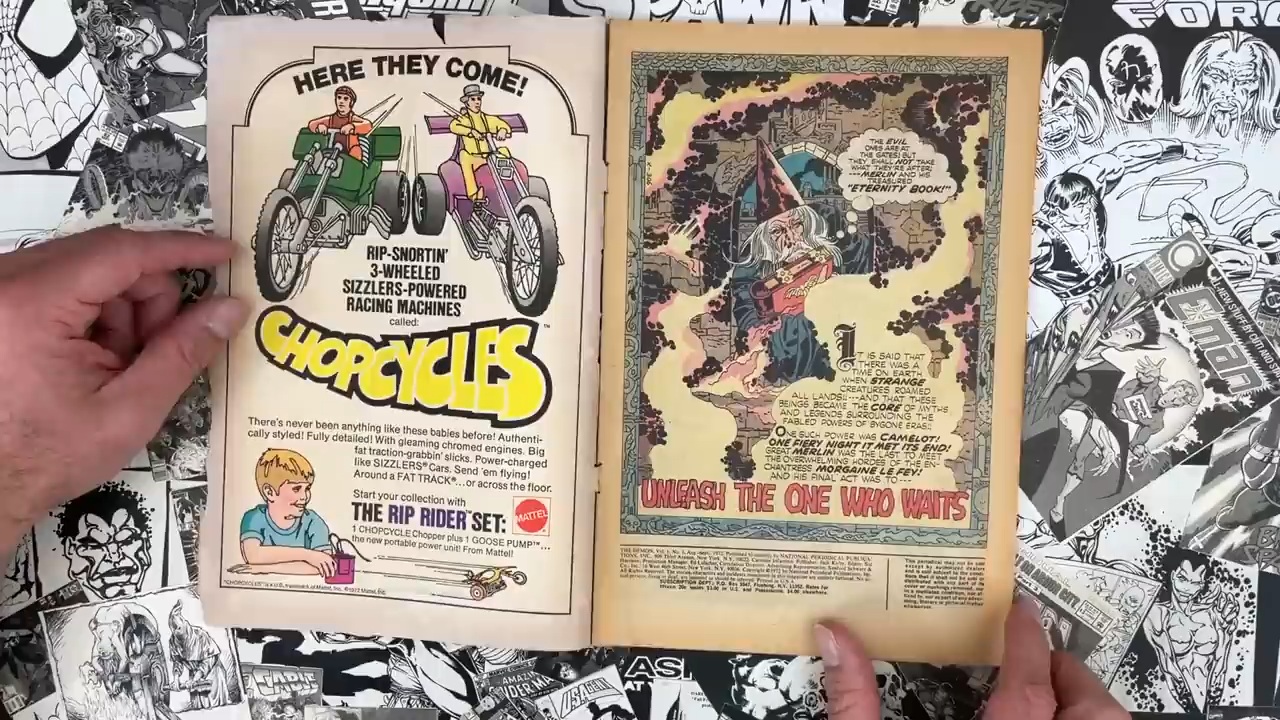 HERE THEY COME!
RIP-SNORTIN'
3-WHEELED
SIZZLERS-POWERED
RACING MACHINES
called:
CHOPCYCLES™
There's never been anything like these babies before! Authenti-
cally styled! Fully detailed! With gleaming chromed engines. Big
fat traction-grabbin' slicks. Power-charged
like SIZZLERS® Cars. Send 'em flying!
Around a FAT TRACK®...or across the floor.
Start your collection with
THE RIP RIDER™ SET:
1 CHOPCYCLE Chopper plus 1 GOOSE PUMP™...
the new portable power unit! From Mattel!
MATTEL
THE EVIL
ONES ARE AT
THE GATES! BUT
THEY SHALL NOT TAKE
WHAT THEY'RE AFTER!
---MERLIN AND HIS
TREASURED
"ETERNITY BOOK!"
IT IS SAID THAT
THERE WAS A
TIME ON EARTH
WHEN STRANGE
CREATURES ROAMED
ALL LANDS!---AND THAT THESE
BEINGS BECAME THE CORE OF MYTHS
AND LEGENDS SURROUNDING THE
FABLED POWERS OF BYGONE ERAS!
ONE SUCH POWER WAS CAMELOT!
ONE FIERY NIGHT IT MET ITS END!
GREAT MERLIN WAS THE LAST TO MEET
THE OVERWHELMING HORDES OF THE EN-
CHANTRESS MORGAINE LE FEY!
AND HIS FINAL ACT WAS TO---
UNLEASH THE ONE WHO WAITS
SPAWN
FORC
EXMAN
CABLE
AMAZING